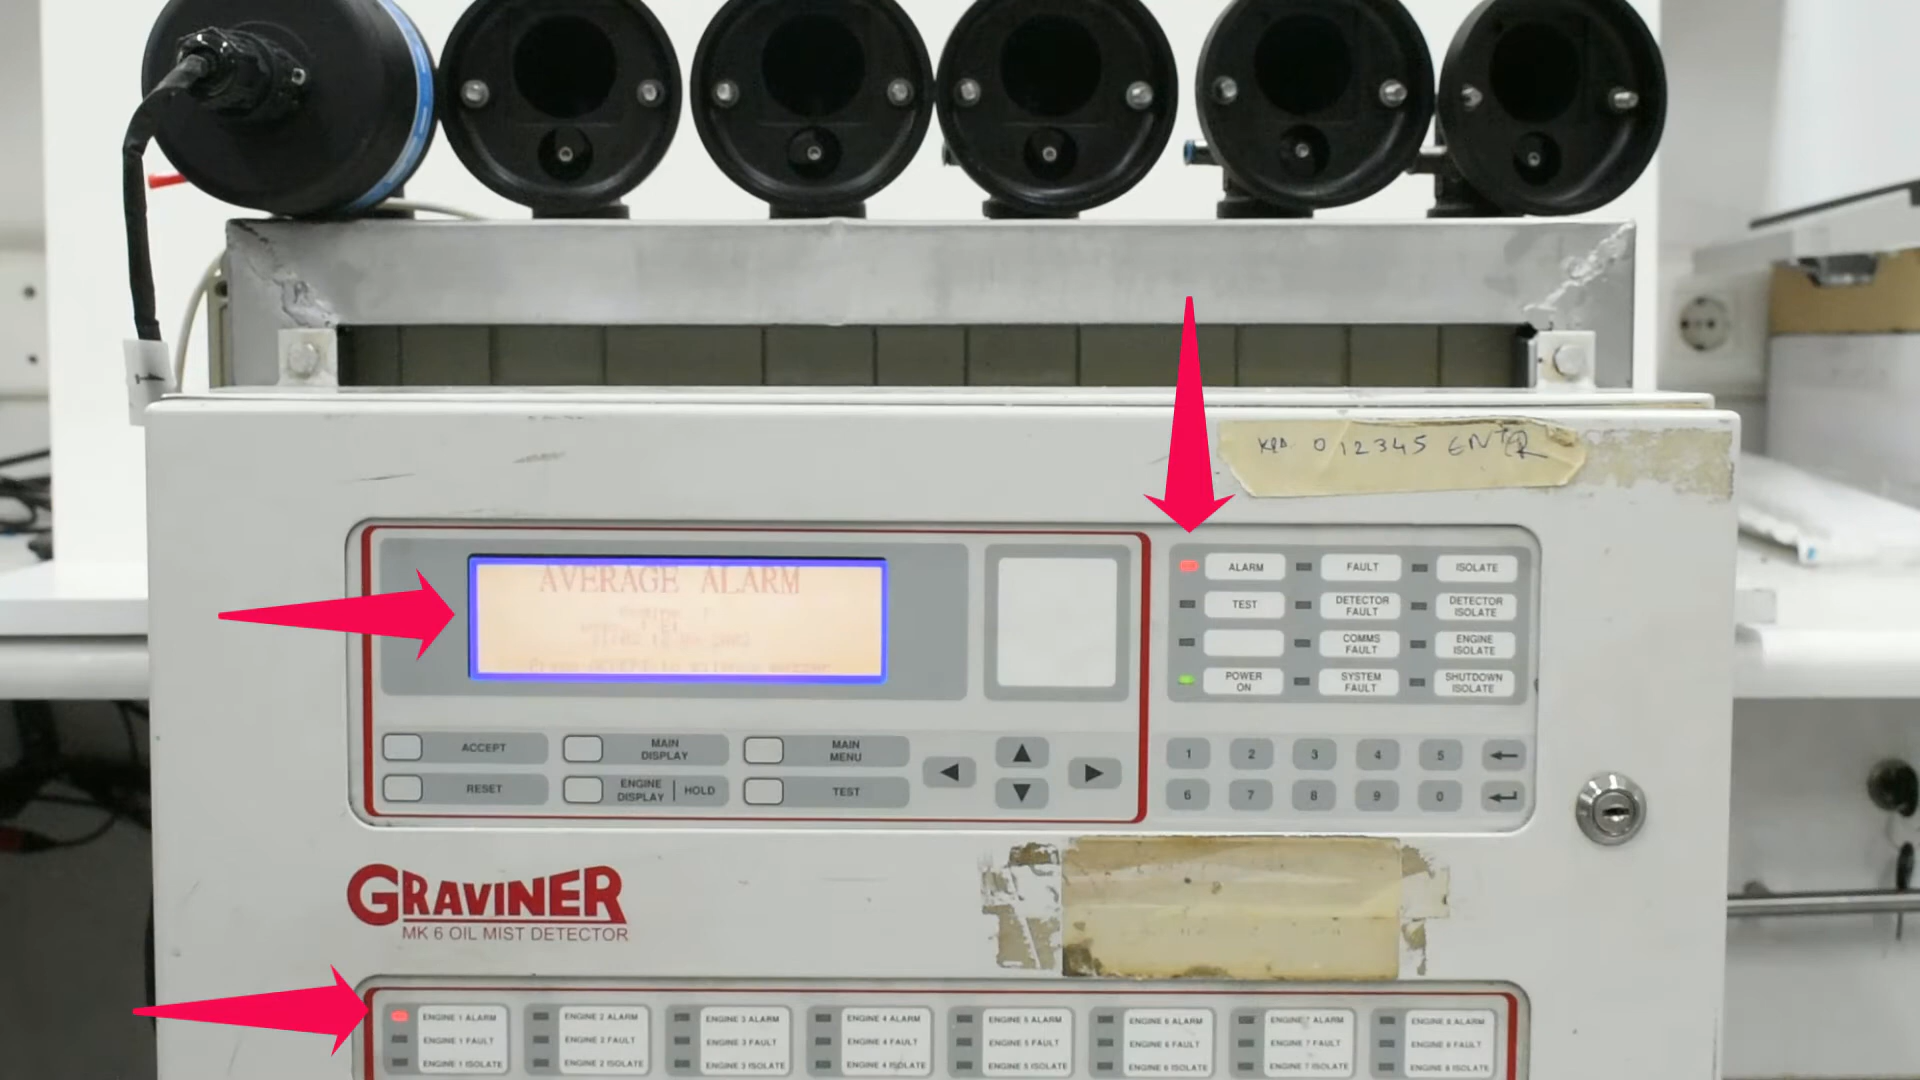 012345 ENTR
AVERAGE ALARM
ALARM FAULT ISOLATE
TEST DETECTOR FAULT DETECTOR ISOLATE
COMMS FAULT ENGINE ISOLATE
POWER ON SYSTEM FAULT SHUTDOWN ISOLATE
ACCEPT MAIN DISPLAY MAIN MENU
RESET ENGINE DISPLAY HOLD TEST
1 2 3 4 5
6 7 8 9 0
GRAVINER
MK 6 OIL MIST DETECTOR
ENGINE 1 ALARM ENGINE 2 ALARM ENGINE 3 ALARM ENGINE 4 ALARM ENGINE 5 ALARM ENGINE 6 ALARM ENGINE 7 ALARM ENGINE 8 ALARM
ENGINE 1 FAULT ENGINE 2 FAULT ENGINE 3 FAULT ENGINE 4 FAULT ENGINE 5 FAULT ENGINE 6 FAULT ENGINE 7 FAULT ENGINE 8 FAULT
ENGINE 1 ISOLATE ENGINE 2 ISOLATE ENGINE 3 ISOLATE ENGINE 4 ISOLATE ENGINE 5 ISOLATE ENGINE 6 ISOLATE ENGINE 7 ISOLATE ENGINE 8 ISOLATE